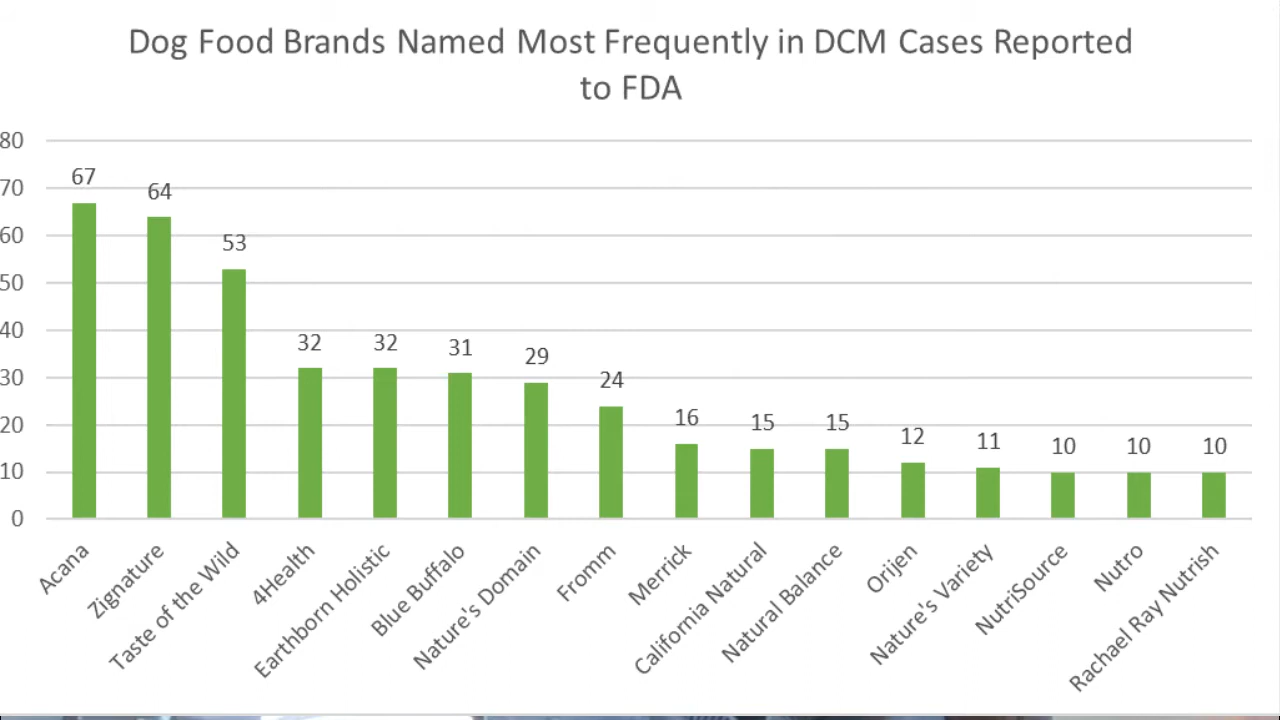 Dog Food Brands Named Most Frequently in DCM Cases Reported
to FDA
80
70
60
50
40
30
20
10
0
67
64
53
32
32
31
29
24
16
15
15
12
11
10
10
10
Acana
Zignature
Taste of the Wild
4Health
Earthborn Holistic
Blue Buffalo
Nature's Domain
Fromm
Merrick
California Natural
Natural Balance
Orijen
Nature's Variety
NutriSource
Nutro
Rachael Ray Nutrish